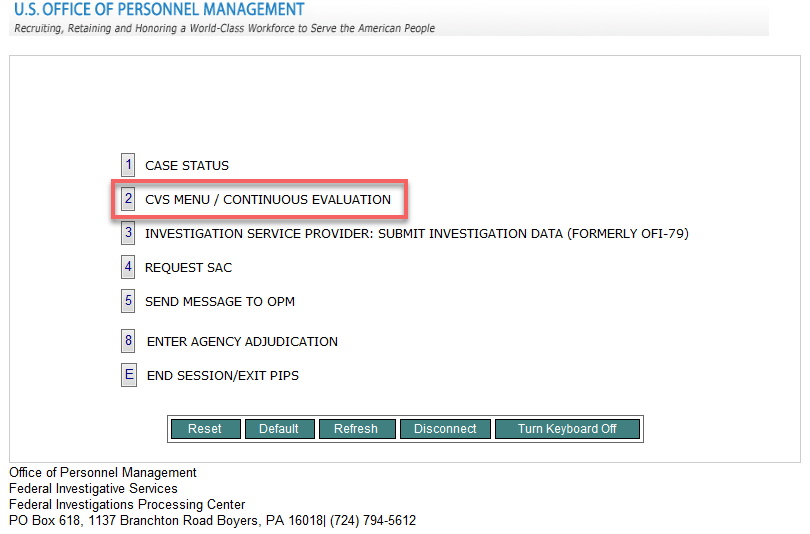 U.S. OFFICE OF PERSONNEL MANAGEMENT
Recruiting, Retaining and Honoring a World-Class Workforce to Serve the American People
1 CASE STATUS
2 CVS MENU / CONTINUOUS EVALUATION
3 INVESTIGATION SERVICE PROVIDER: SUBMIT INVESTIGATION DATA (FORMERLY OFI-79)
4 REQUEST SAC
5 SEND MESSAGE TO OPM
8 ENTER AGENCY ADJUDICATION
E END SESSION/EXIT PIPS
Reset Default Refresh Disconnect Turn Keyboard Off
Office of Personnel Management
Federal Investigative Services
Federal Investigations Processing Center
PO Box 618, 1137 Branchton Road Boyers, PA 16018| (724) 794-5612